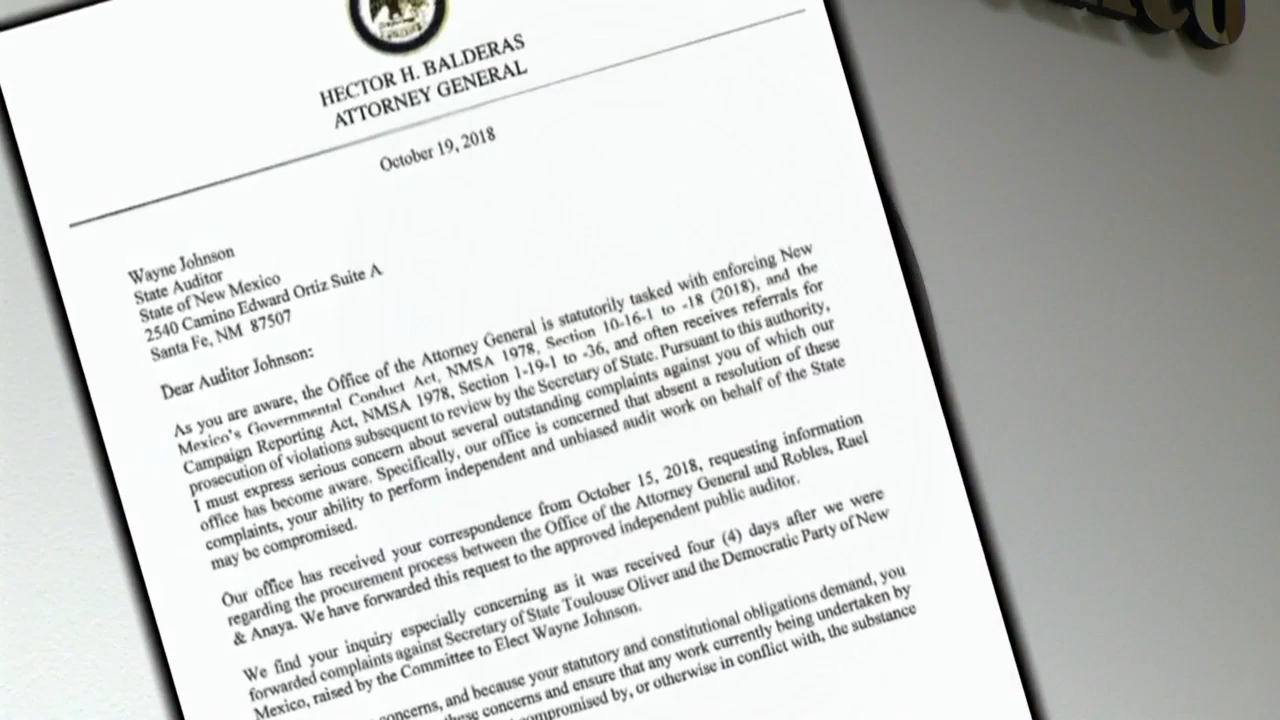 HECTOR H. BALDERAS
ATTORNEY GENERAL
October 19, 2018
Wayne Johnson
State Auditor
State of New Mexico
2540 Camino Edward Ortiz Suite A
Santa Fe, NM 87507
Dear Auditor Johnson:
As you are aware, the Office of the Attorney General is statutorily tasked with enforcing New
Mexico's Governmental Conduct Act, NMSA 1978, Section 10-16-1 to -18 (2018), and the
Campaign Reporting Act, NMSA 1978, Section 1-19-1 to -36, and often receives referrals for
prosecution of violations subsequent to review by the Secretary of State. Pursuant to this authority,
I must express serious concern about several outstanding complaints against you of which our
office has become aware. Specifically, our office is concerned that absent a resolution of these
complaints, your ability to perform independent and unbiased audit work on behalf of the State
may be compromised.
Our office has received your correspondence from October 15, 2018, requesting information
regarding the procurement process between the Office of the Attorney General and Robles, Rael
& Anaya. We have forwarded this request to the approved independent public auditor.
We find your inquiry especially concerning as it was received four (4) days after we were
forwarded complaints against Secretary of State Toulouse Oliver and the Democratic Party of New
Mexico, raised by the Committee to Elect Wayne Johnson.
concerns, and because your statutory and constitutional obligations demand, you
these concerns and ensure that any work currently being undertaken by
compromised by, or otherwise in conflict with, the substance